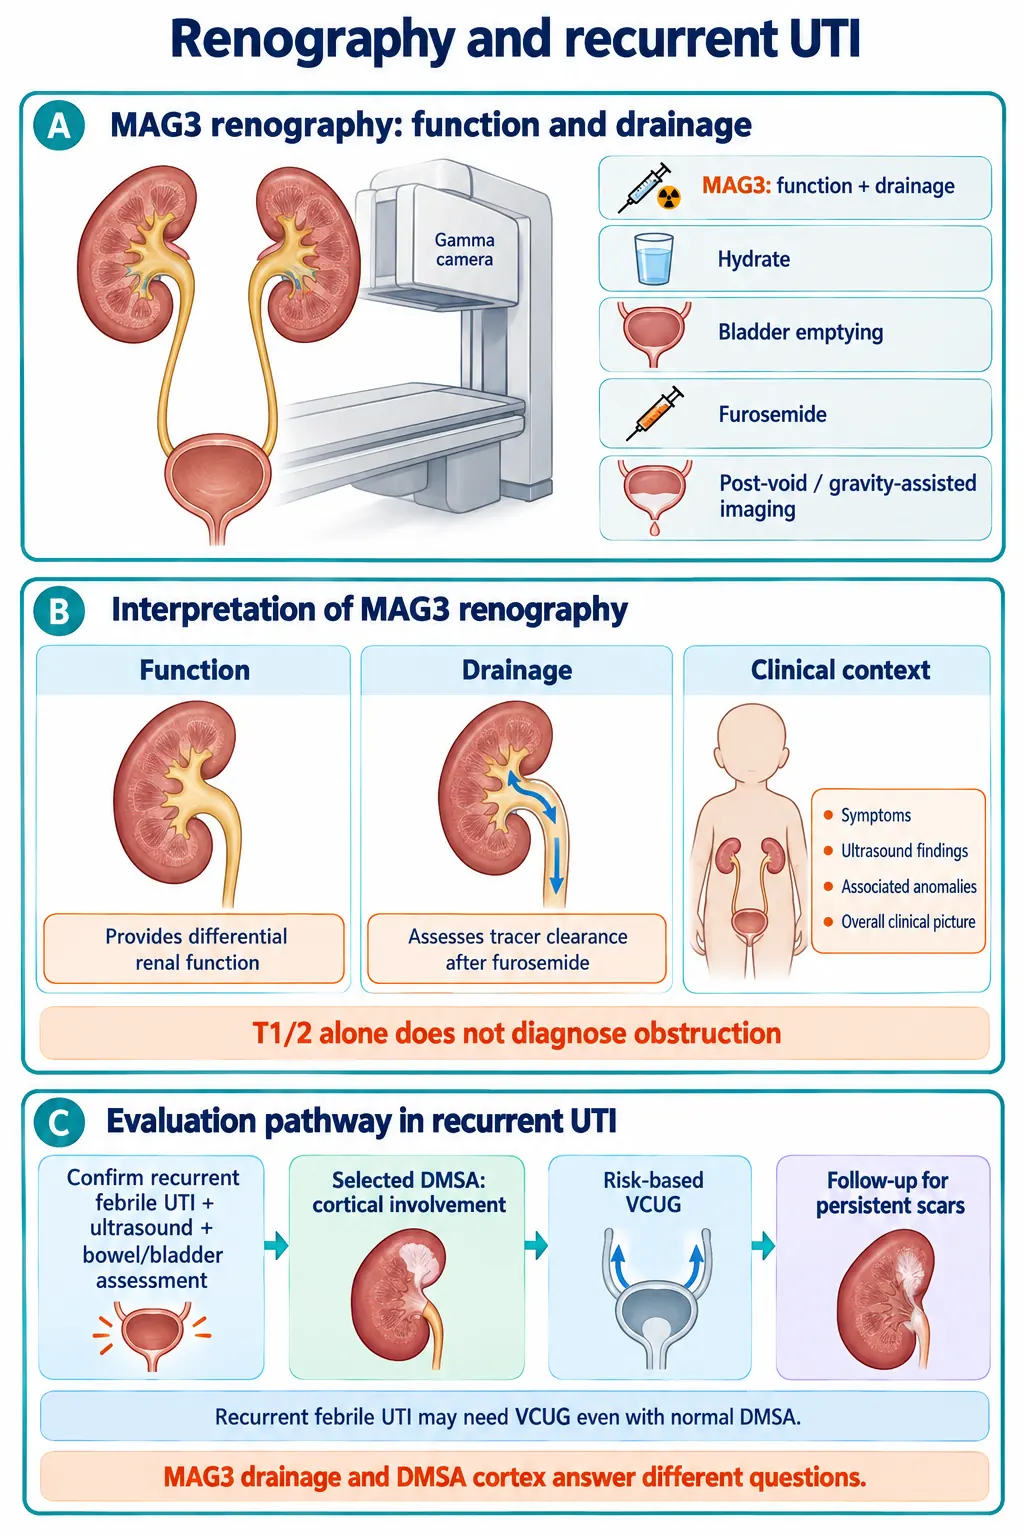 Renography and recurrent UTI
A
MAG3 renography: function and drainage
Gamma
camera
MAG3: function + drainage
Hydrate
Bladder emptying
Furosemide
Post-void / gravity-assisted
imaging
B
Interpretation of MAG3 renography
Function
Provides differential
renal function
Drainage
Assesses tracer clearance
after furosemide
Clinical context
• Symptoms
• Ultrasound findings
• Associated anomalies
• Overall clinical picture
T1/2 alone does not diagnose obstruction
C
Evaluation pathway in recurrent UTI
Confirm recurrent
febrile UTI +
ultrasound +
bowel/bladder
assessment
Selected DMSA:
cortical involvement
Risk-based
VCUG
Follow-up for
persistent scars
Recurrent febrile UTI may need VCUG even with normal DMSA.
MAG3 drainage and DMSA cortex answer different questions.